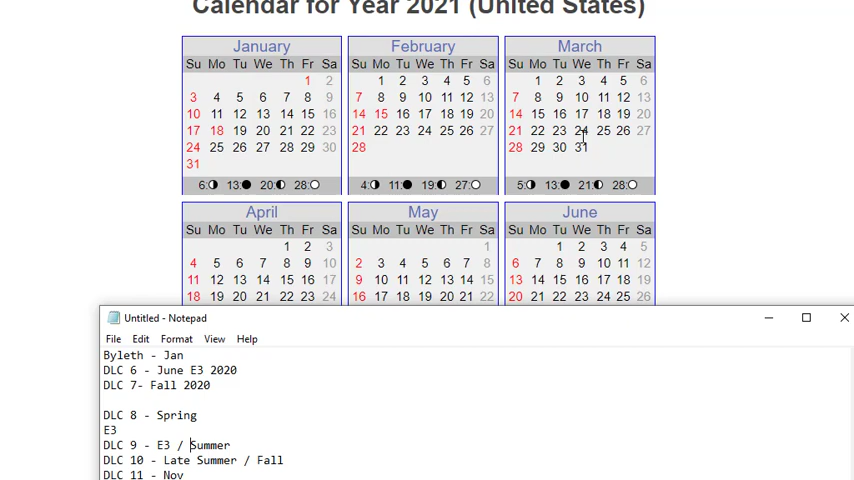 Calendar for Year 2021 (United States)
January February March
Su Mo Tu We Th Fr Sa Su Mo Tu We Th Fr Sa Su Mo Tu We Th Fr Sa
1 2 1 2 3 4 5 6 1 2 3 4 5 6
3 4 5 6 7 8 9 7 8 9 10 11 12 13 7 8 9 10 11 12 13
10 11 12 13 14 15 16 14 15 16 17 18 19 20 14 15 16 17 18 19 20
17 18 19 20 21 22 23 21 22 23 24 25 26 27 21 22 23 24 25 26 27
24 25 26 27 28 29 30 28 28 29 30 31
31
6: 13: 20: 28: 4: 11: 19: 27: 5: 13: 21: 28:
April May June
Su Mo Tu We Th Fr Sa Su Mo Tu We Th Fr Sa Su Mo Tu We Th Fr Sa
1 2 3 1 1 2 3 4 5
4 5 6 7 8 9 10 2 3 4 5 6 7 8 6 7 8 9 10 11 12
11 12 13 14 15 16 17 9 10 11 12 13 14 15 13 14 15 16 17 18 19
18 19 20 21 22 23 24 16 17 18 19 20 21 22 20 21 22 23 24 25 26
Untitled - Notepad
File Edit Format View Help
Byleth - Jan
DLC 6 - June E3 2020
DLC 7- Fall 2020
DLC 8 - Spring
E3
DLC 9 - E3 / Summer
DLC 10 - Late Summer / Fall
DLC 11 - Nov